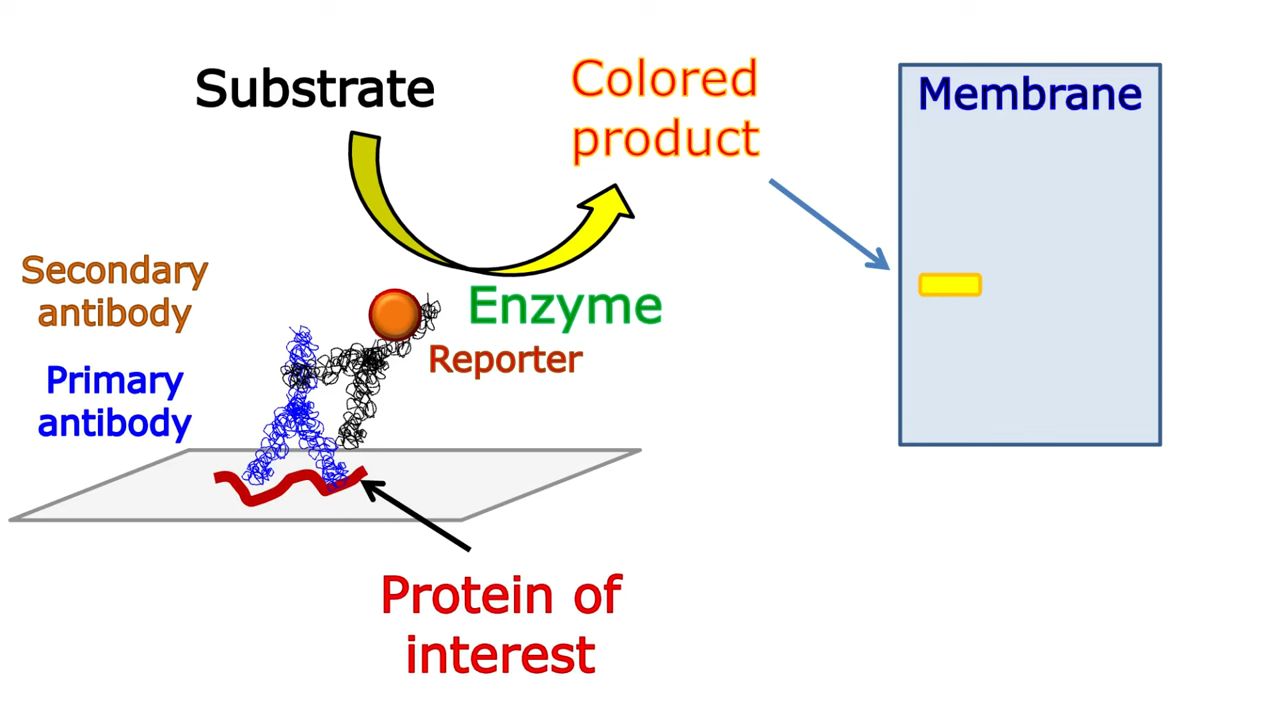 Substrate
Colored
product
Membrane
Secondary
antibody
Enzyme
Reporter
Primary
antibody
Protein of
interest